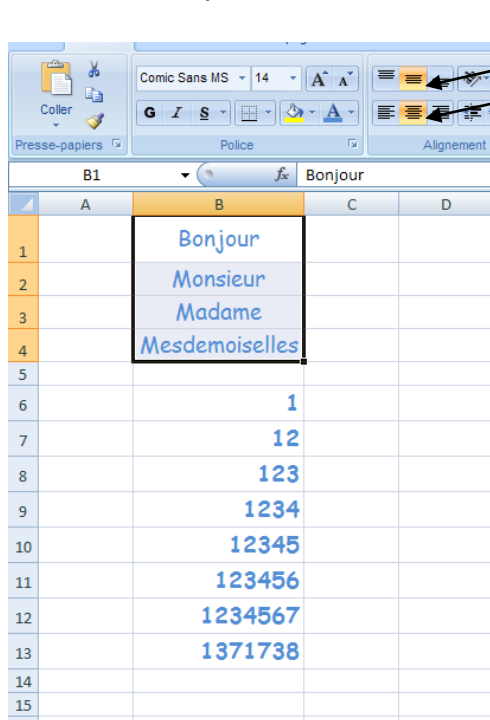 Comic Sans MS 14 A A
Coller
G I S A
Presse-papiers Police Alignement
B1 fx Bonjour
A B C D
1 Bonjour
2 Monsieur
3 Madame
4 Mesdemoiselles
5
6 1
7 12
8 123
9 1234
10 12345
11 123456
12 1234567
13 1371738
14
15